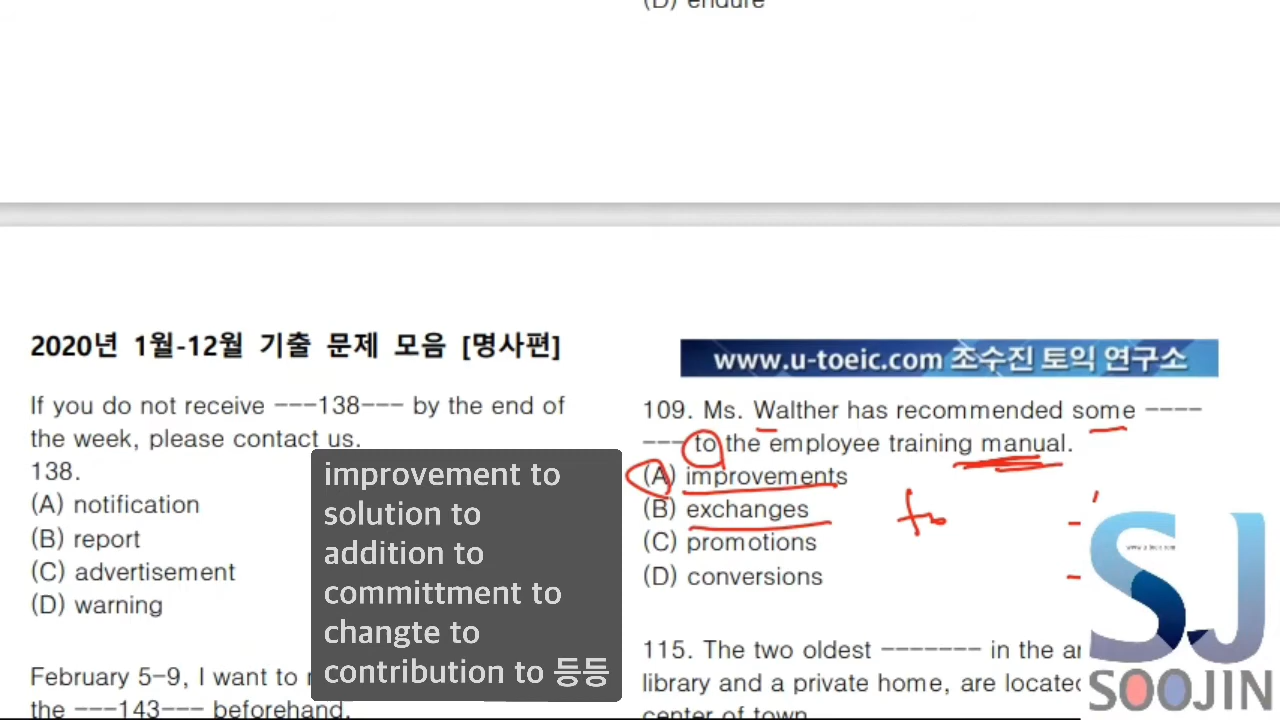 (D) endure
2020년 1월-12월 기출 문제 모음 [명사편]
If you do not receive ---138--- by the end of
the week, please contact us.
138.
(A) notification
(B) report
(C) advertisement
(D) warning
February 5-9, I want to
the ---143--- beforehand.
improvement to
solution to
addition to
committment to
changte to
contribution to 등등
www.u-toeic.com 조수진 토익 연구소
109. Ms. Walther has recommended some ----
--- to the employee training manual.
(A) improvements
(B) exchanges
(C) promotions
(D) conversions
to
115. The two oldest ------- in the
library and a private home, are located
center of town
SJ
SOOJIN